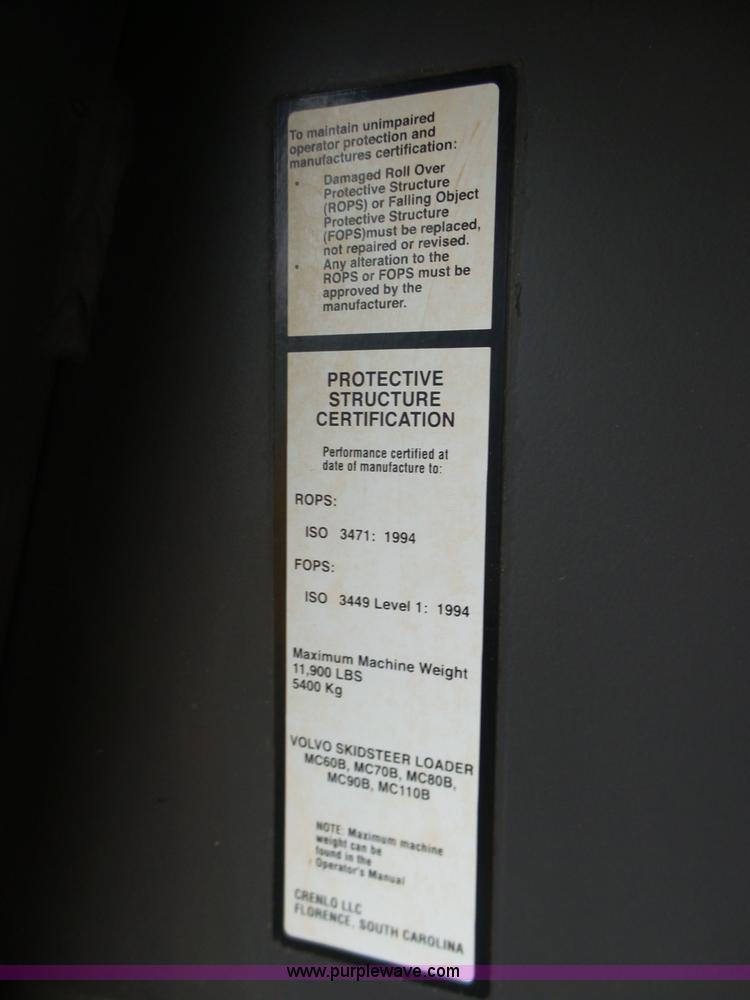 To maintain unimpaired
operator protection and
manufactures certification:
• Damaged Roll Over
Protective Structure
(ROPS) or Falling Object
Protective Structure
(FOPS)must be replaced,
not repaired or revised.
• Any alteration to the
ROPS or FOPS must be
approved by the
manufacturer.
PROTECTIVE
STRUCTURE
CERTIFICATION
Performance certified at
date of manufacture to:
ROPS:
ISO 3471: 1994
FOPS:
ISO 3449 Level 1: 1994
Maximum Machine Weight
11,900 LBS
5400 Kg
VOLVO SKIDSTEER LOADER
MC60B, MC70B, MC80B,
MC90B, MC110B
NOTE: Maximum machine
weight can be
found in the
Operator's Manual
CRENLO LLC
FLORENCE, SOUTH CAROLINA
www.purplewave.com